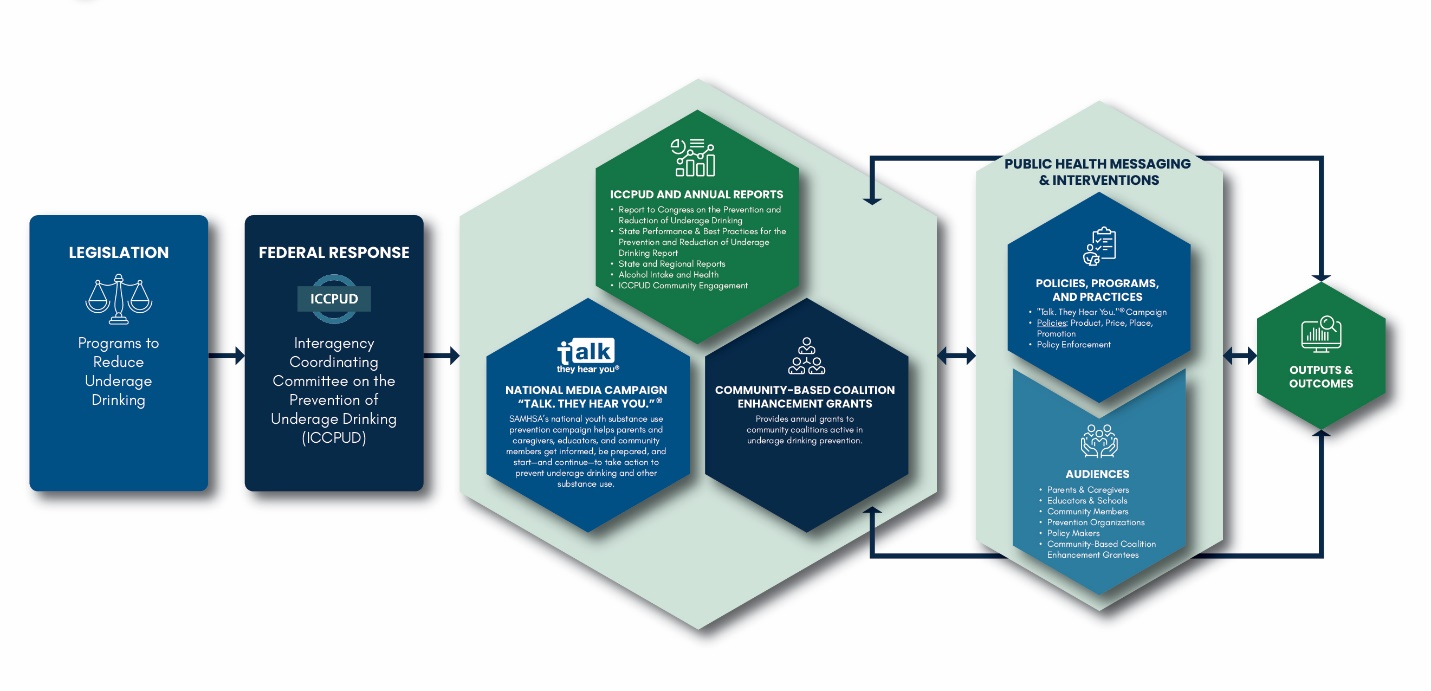 LEGISLATION
Programs to
Reduce
Underage
Drinking
FEDERAL RESPONSE
ICCPUD
Interagency
Coordinating
Committee on the
Prevention of
Underage Drinking
(ICCPUD)
ICCPUD AND ANNUAL REPORTS
• Report to Congress on the Prevention and
Reduction of Underage Drinking
• State Performance & Best Practices for the
Prevention and Reduction of Underage
Drinking Report
• State and Regional Reports
• Alcohol Intake and Health
• ICCPUD Community Engagement
talk
they hear you®
NATIONAL MEDIA CAMPAIGN
“TALK. THEY HEAR YOU.”®
SAMHSA's national youth substance use
prevention campaign helps parents and
caregivers, educators, and community
members get informed, be prepared, and
start—and continue—to take action to
prevent underage drinking and other
substance use.
COMMUNITY-BASED COALITION
ENHANCEMENT GRANTS
Provides annual grants to
community coalitions active in
underage drinking prevention.
PUBLIC HEALTH MESSAGING
& INTERVENTIONS
POLICIES, PROGRAMS,
AND PRACTICES
• "Talk. They Hear You."® Campaign
• Policies: Product, Price, Place,
Promotion
• Policy Enforcement
AUDIENCES
• Parents & Caregivers
• Educators & Schools
• Community Members
• Prevention Organizations
• Policy Makers
• Community-Based Coalition
Enhancement Grantees
OUTPUTS &
OUTCOMES